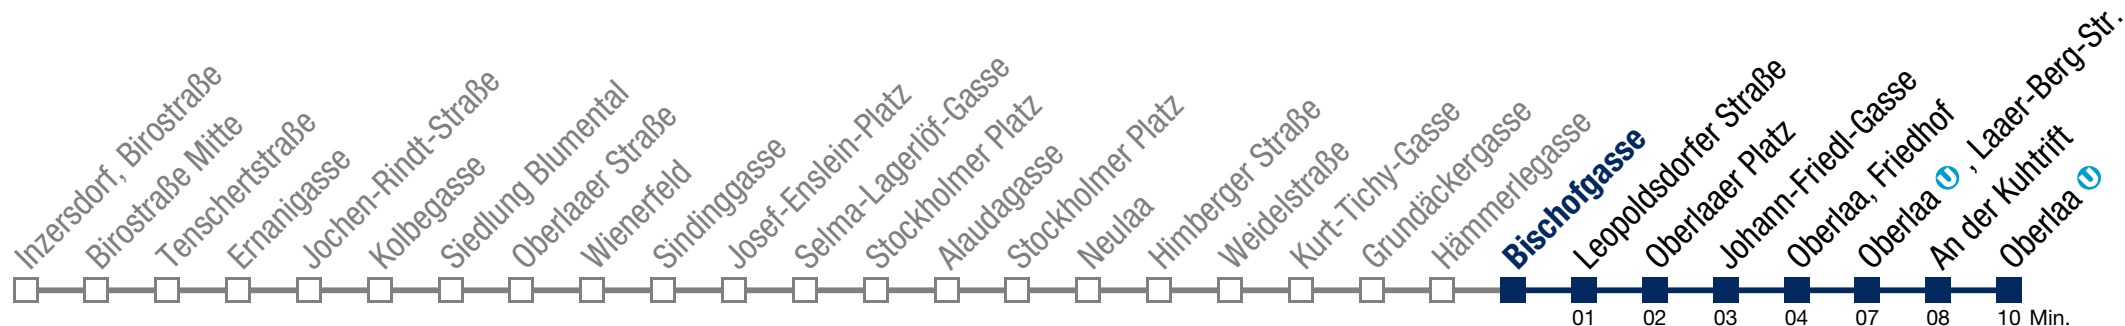 Inzersdorf, Birostraße
Birostraße Mitte
Tenschertstraße
Ernanigasse
Jochen-Rindt-Straße
Kolbegasse
Siedlung Blumental
Oberlaaer Straße
Wienerfeld
Sindinggasse
Josef-Enslein-Platz
Selma-Lagerlöf-Gasse
Stockholmer Platz
Alaudagasse
Stockholmer Platz
Neulaa
Himberger Straße
Weidelstraße
Kurt-Tichy-Gasse
Grundäckergasse
Hämmerlegasse
Bischofgasse
Leopoldsdorfer Straße
Oberlaaer Platz
Johann-Friedl-Gasse
Oberlaa, Friedhof
Oberlaa U , Laaer-Berg-Str.
An der Kuhtrift
Oberlaa U
01 02 03 04 07 08 10 Min.